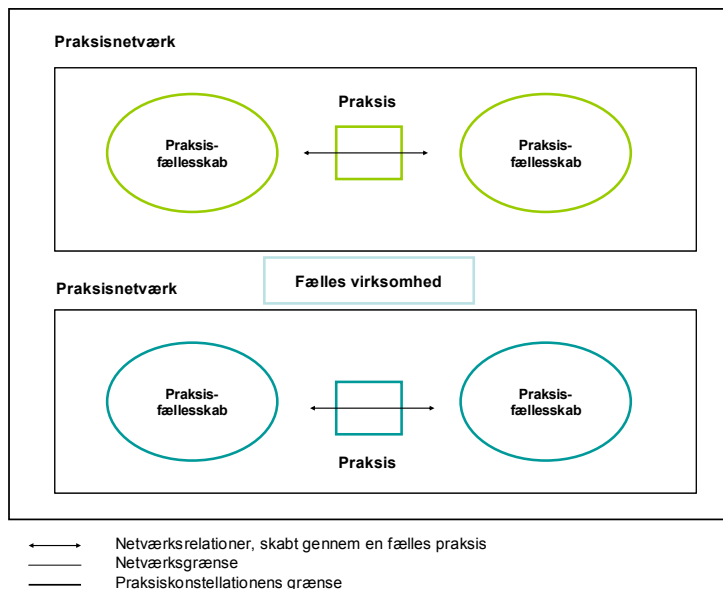 Praksisnetværk
Praksis
Praksis-
fællesskab
Praksis-
fællesskab
Fælles virksomhed
Praksisnetværk
Praksis-
fællesskab
Praksis-
fællesskab
Praksis
Netværksrelationer, skabt gennem en fælles praksis
Netværksgrænse
Praksiskonstellationens grænse